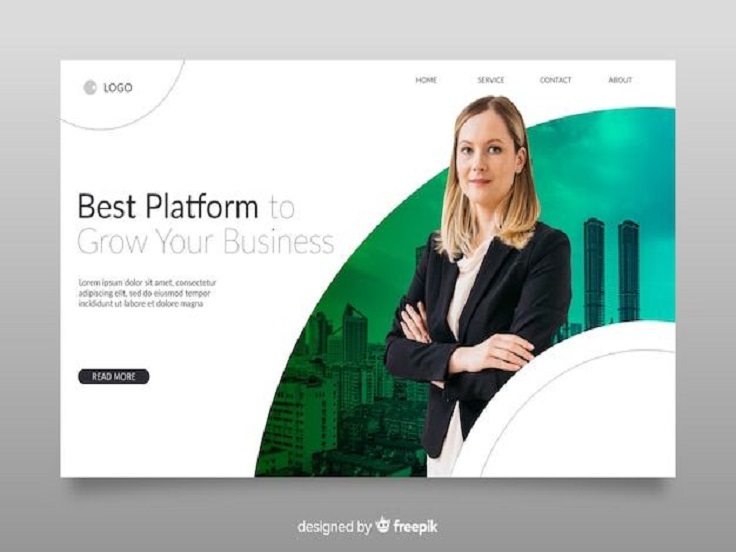 LOGO
HOME SERVICE CONTACT ABOUT
Best Platform to
Grow Your Business
Lorem ipsum dolor sit amet, consectetur
adipiscing elit, sed do eiusmod tempor
incididunt ut labore et dolore magna
READ MORE
designed by freepik